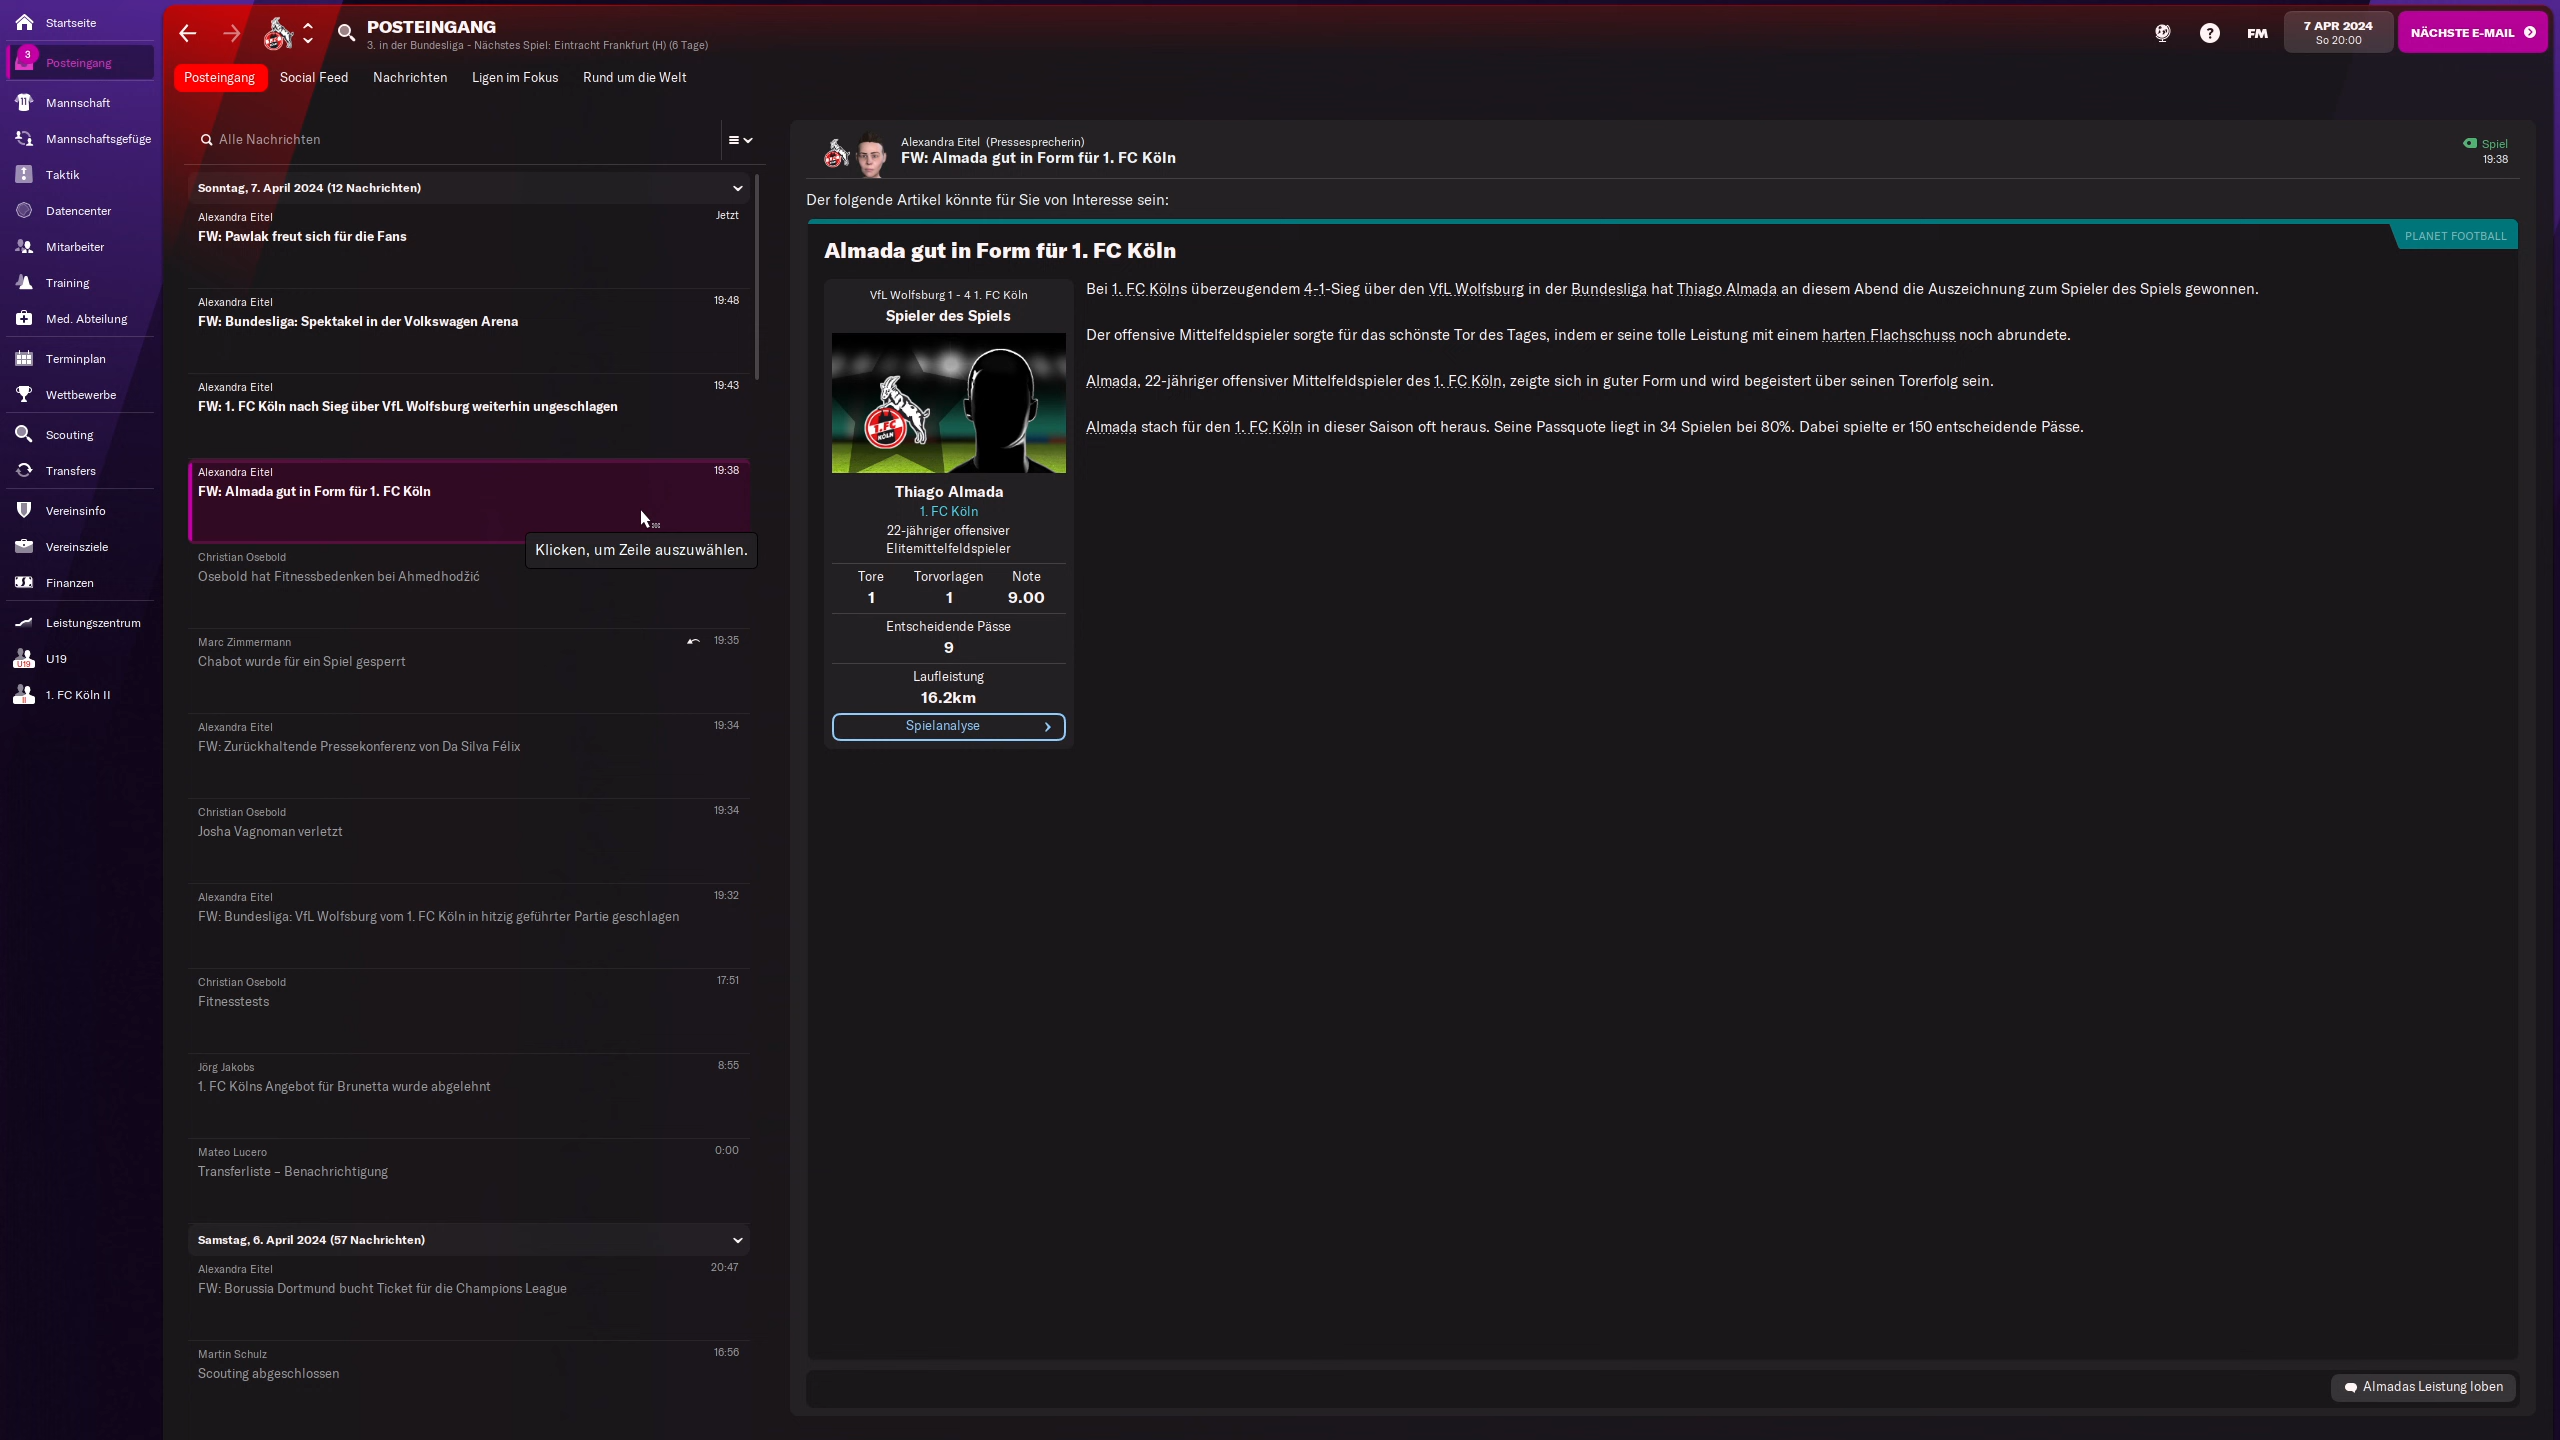 Startseite
3
Posteingang
Mannschaft
Mannschaftsgefüge
Taktik
Datencenter
Mitarbeiter
Training
Med. Abteilung
Terminplan
Wettbewerbe
Scouting
Transfers
Vereinsinfo
Vereinsziele
Finanzen
Leistungszentrum
U19
U19
1. FC Köln II
POSTEINGANG
3. in der Bundesliga - Nächstes Spiel: Eintracht Frankfurt (H) (6 Tage)
?
FM
7 APR 2024
So 20:00
NÄCHSTE E-MAIL
Posteingang Social Feed Nachrichten Ligen im Fokus Rund um die Welt
Alle Nachrichten
Sonntag, 7. April 2024 (12 Nachrichten)
Alexandra Eitel Jetzt
FW: Pawlak freut sich für die Fans
Alexandra Eitel 19:48
FW: Bundesliga: Spektakel in der Volkswagen Arena
Alexandra Eitel 19:43
FW: 1. FC Köln nach Sieg über VfL Wolfsburg weiterhin ungeschlagen
Alexandra Eitel 19:38
FW: Almada gut in Form für 1. FC Köln
Klicken, um Zeile auszuwählen.
Christian Osebold
Osebold hat Fitnessbedenken bei Ahmedhodžić
Marc Zimmermann 19:35
Chabot wurde für ein Spiel gesperrt
Alexandra Eitel 19:34
FW: Zurückhaltende Pressekonferenz von Da Silva Félix
Christian Osebold 19:34
Josha Vagnoman verletzt
Alexandra Eitel 19:32
FW: Bundesliga: VfL Wolfsburg vom 1. FC Köln in hitzig geführter Partie geschlagen
Christian Osebold 17:51
Fitnesstests
Jörg Jakobs 8:55
1. FC Kölns Angebot für Brunetta wurde abgelehnt
Mateo Lucero 0:00
Transferliste – Benachrichtigung
Samstag, 6. April 2024 (57 Nachrichten)
Alexandra Eitel 20:47
FW: Borussia Dortmund bucht Ticket für die Champions League
Martin Schulz 16:56
Scouting abgeschlossen
Alexandra Eitel (Pressesprecherin)
FW: Almada gut in Form für 1. FC Köln
Spiel
19:38
Der folgende Artikel könnte für Sie von Interesse sein:
PLANET FOOTBALL
Almada gut in Form für 1. FC Köln
VfL Wolfsburg 1 - 4 1. FC Köln
Spieler des Spiels
1. FC
KÖLN
Thiago Almada
1. FC Köln
22-jähriger offensiver
Elitemittelfeldspieler
Tore Torvorlagen Note
1 1 9.00
Entscheidende Pässe
9
Laufleistung
16.2km
Spielanalyse
Bei 1. FC Kölns überzeugendem 4-1-Sieg über den VfL Wolfsburg in der Bundesliga hat Thiago Almada an diesem Abend die Auszeichnung zum Spieler des Spiels gewonnen.
Der offensive Mittelfeldspieler sorgte für das schönste Tor des Tages, indem er seine tolle Leistung mit einem harten Flachschuss noch abrundete.
Almada, 22-jähriger offensiver Mittelfeldspieler des 1. FC Köln, zeigte sich in guter Form und wird begeistert über seinen Torerfolg sein.
Almada stach für den 1. FC Köln in dieser Saison oft heraus. Seine Passquote liegt in 34 Spielen bei 80%. Dabei spielte er 150 entscheidende Pässe.
Almadas Leistung loben